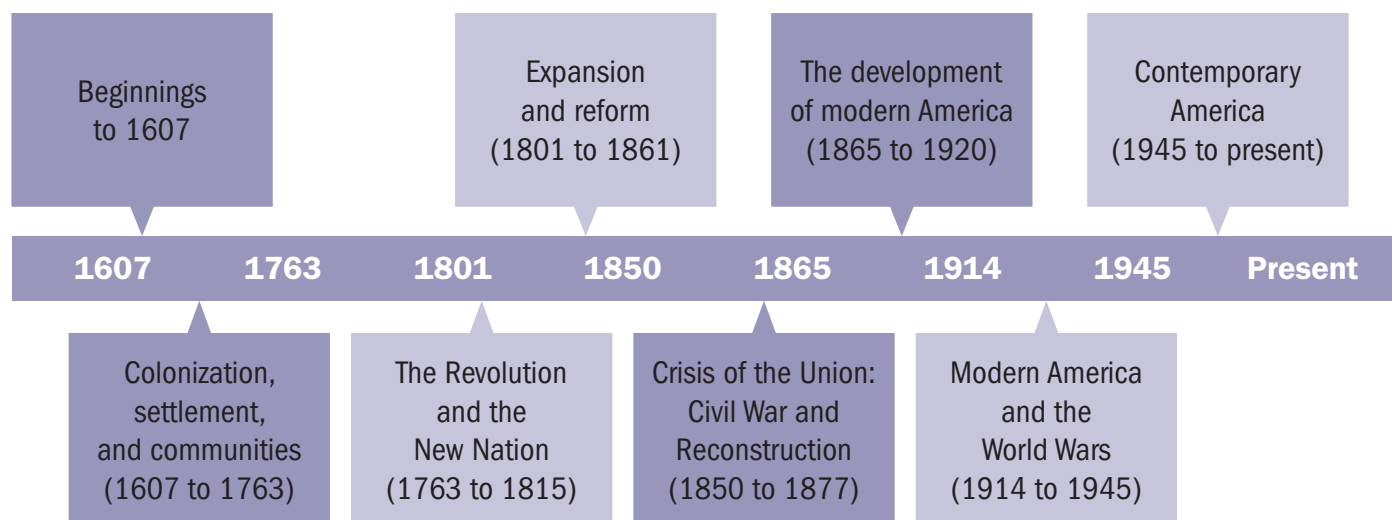 Beginnings
to 1607
Expansion
and reform
(1801 to 1861)
The development
of modern America
(1865 to 1920)
Contemporary
America
(1945 to present)
1607 1763 1801 1850 1865 1914 1945 Present
Colonization,
settlement,
and communities
(1607 to 1763)
The Revolution
and the
New Nation
(1763 to 1815)
Crisis of the Union:
Civil War and
Reconstruction
(1850 to 1877)
Modern America
and the
World Wars
(1914 to 1945)